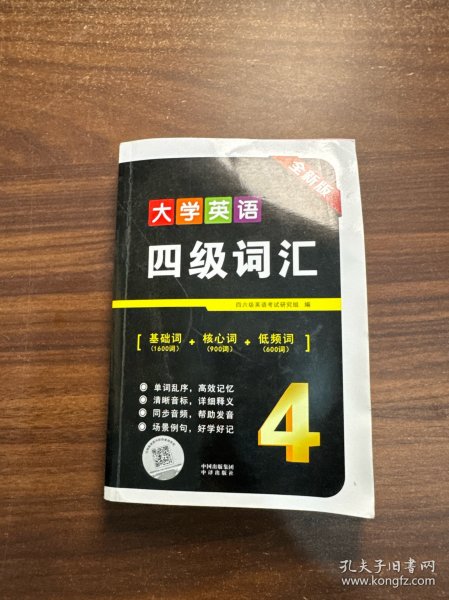 全新版
大学英语
四级词汇
四六级英语考试研究组 编
[ 基础词 + 核心词 + 低频词 ]
(1600词) (900词) (600词)
单词乱序，高效记忆
清晰音标，详细释义
同步音频，帮助发音
场景例句，好学好记
4
中国出版集团
中译出版社
孔夫子旧书网
www.kongfz.com